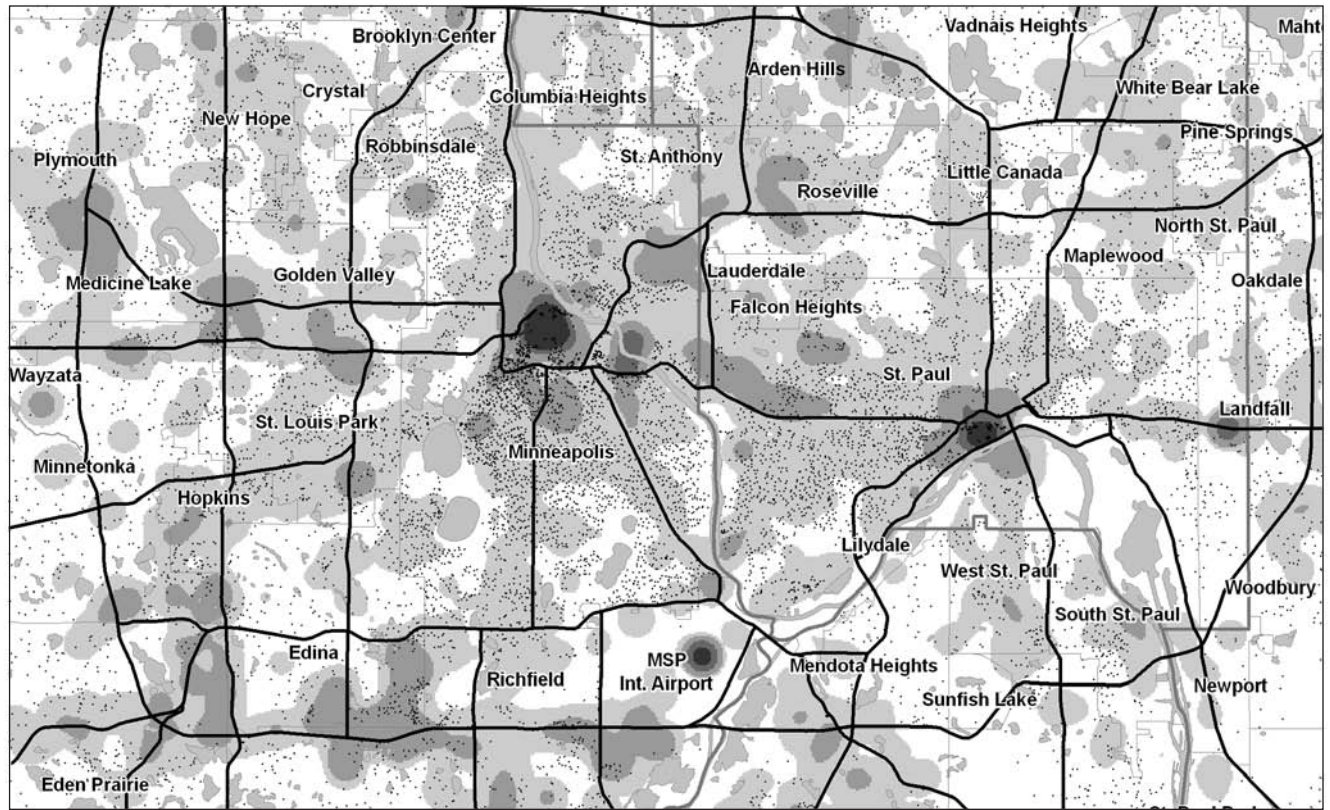 Vadnais Heights
Brooklyn Center
Arden Hills
Crystal
White Bear Lake
Columbia Heights
New Hope
Pine Springs
Robbinsdale
St. Anthony
Plymouth
Little Canada
Roseville
North St. Paul
Maplewood
Golden Valley
Lauderdale
Medicine Lake
Oakdale
Falcon Heights
Wayzata
St. Paul
Landfall
St. Louis Park
Minneapolis
Minnetonka
Hopkins
Lilydale
West St. Paul
Woodbury
South St. Paul
Edina
MSP
Int. Airport
Mendota Heights
Richfield
Newport
Sunfish Lake
Eden Prairie